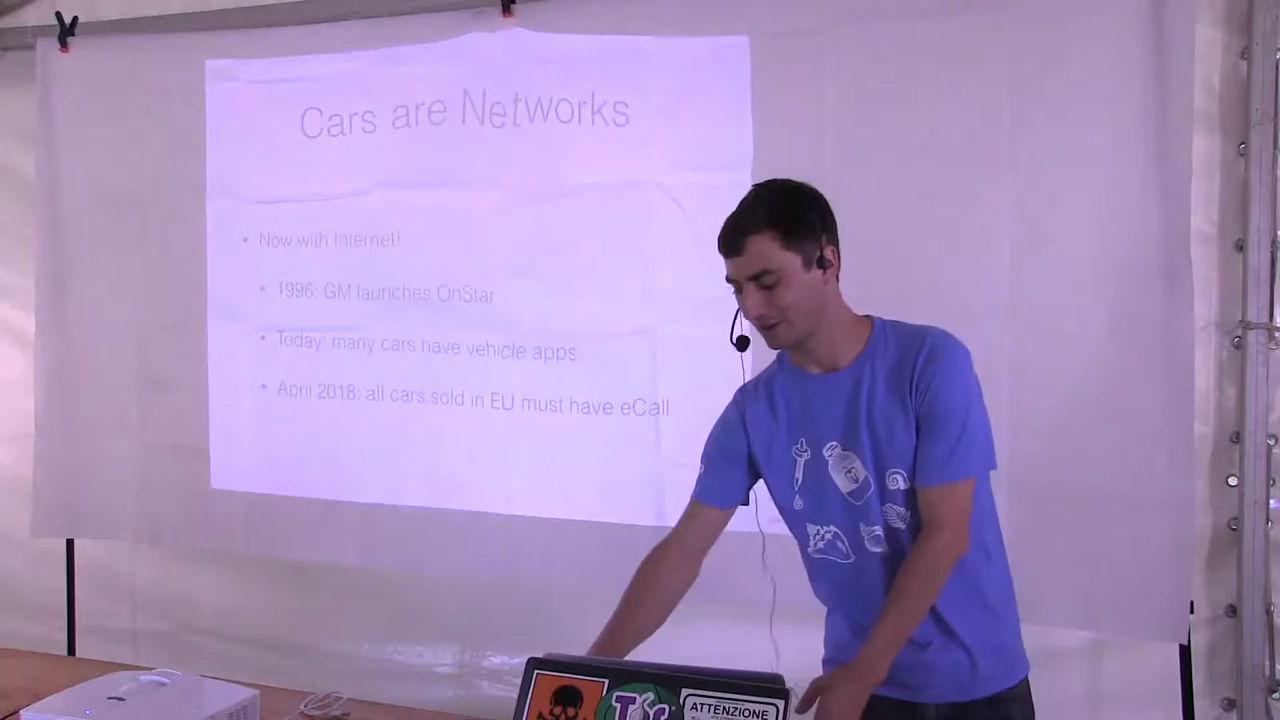 Cars are Networks
• Now with Internet!
• 1996: GM launches OnStar
• Today: many cars have vehicle apps
• April 2018: all cars sold in EU must have eCall
ATTENZIONE